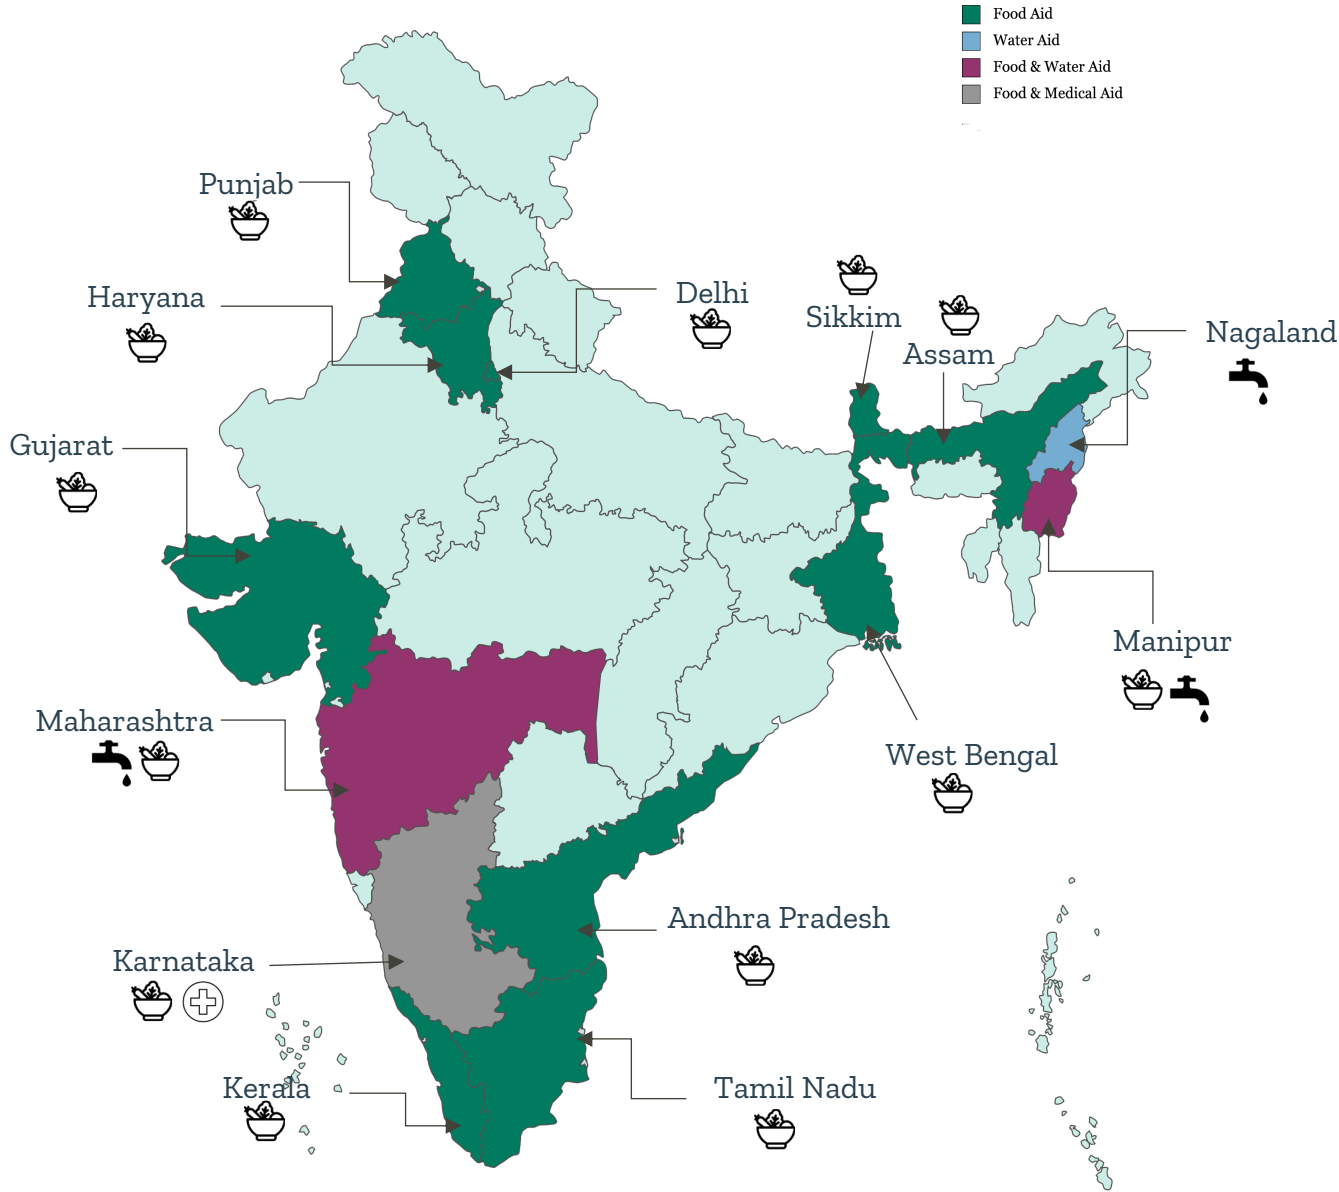 Food Aid
Water Aid
Food & Water Aid
Food & Medical Aid
Punjab
Haryana
Delhi
Sikkim
Assam
Nagaland
Gujarat
Manipur
Maharashtra
West Bengal
Andhra Pradesh
Karnataka
Kerala
Tamil Nadu